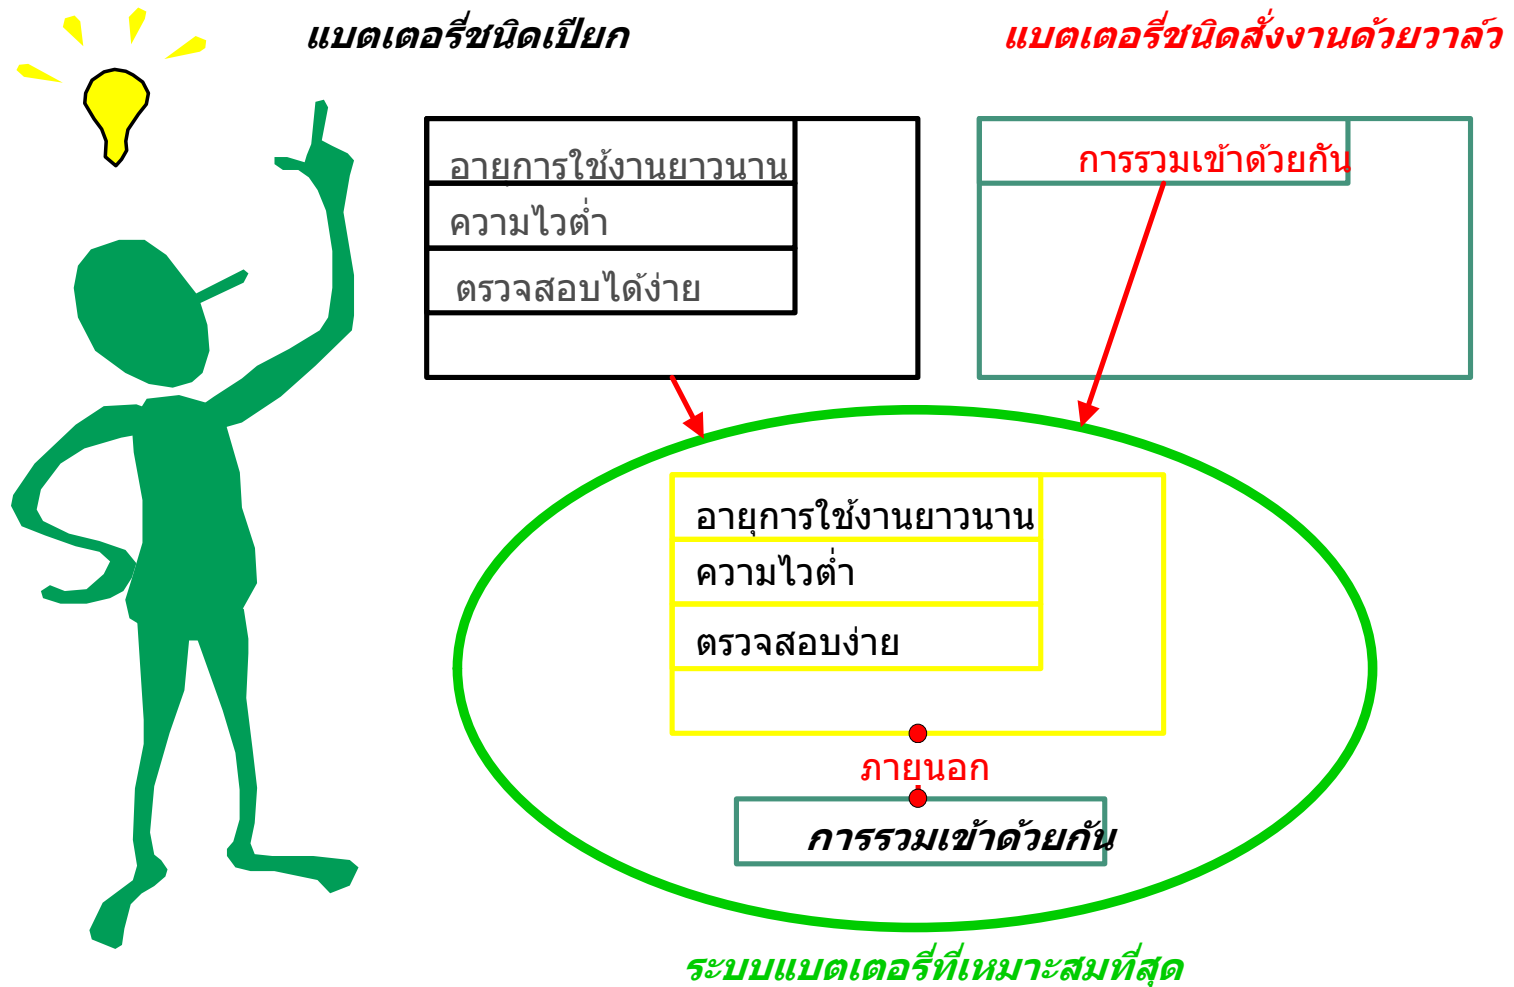 แบตเตอรี่ชนิดเปียก
แบตเตอรี่ชนิดสั่งงานด้วยวาล์ว
อายุการใช้งานยาวนาน
ความไวต่ำ
ตรวจสอบได้ง่าย
การรวมเข้าด้วยกัน
อายุการใช้งานยาวนาน
ความไวต่ำ
ตรวจสอบง่าย
ภายนอก
การรวมเข้าด้วยกัน
ระบบแบตเตอรี่ที่เหมาะสมที่สุด